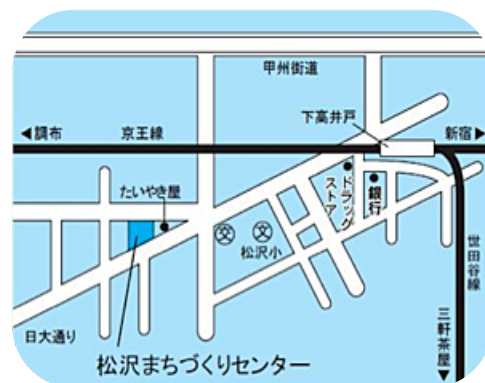 甲州街道
下高井戸
◀調布
京王線
新宿▶
たいやき屋
ドラッグ
ストア
銀行
文
文
松沢小
世田谷線
日大通り
三軒茶屋▼
松沢まちづくりセンター